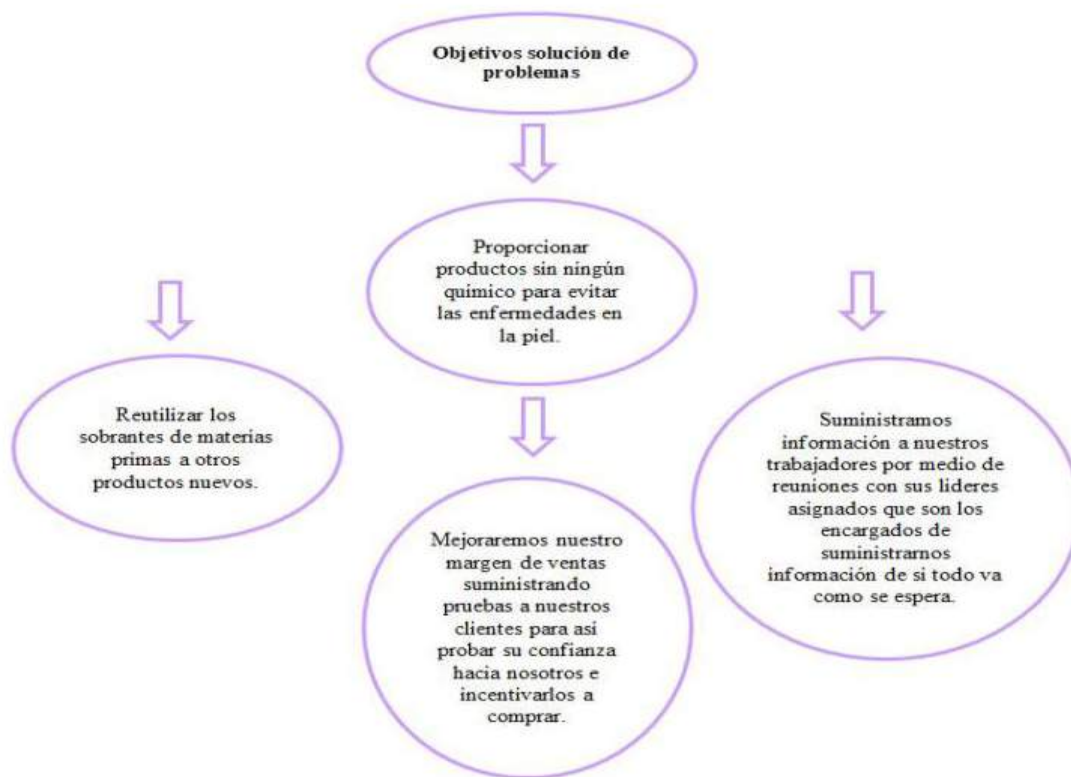 Objetivos solución de
problemas
Proporcionar
productos sin ningún
químico para evitar
las enfermedades en
la piel.
Reutilizar los
sobrantes de materias
primas a otros
productos nuevos.
Mejoraremos nuestro
margen de ventas
suministrando
pruebas a nuestros
clientes para así
probar su confianza
hacia nosotros e
incentivarlos a
comprar.
Suministramos
información a nuestros
trabajadores por medio de
reuniones con sus lideres
asignados que son los
encargados de
suministrarnos
información de si todo va
como se espera.